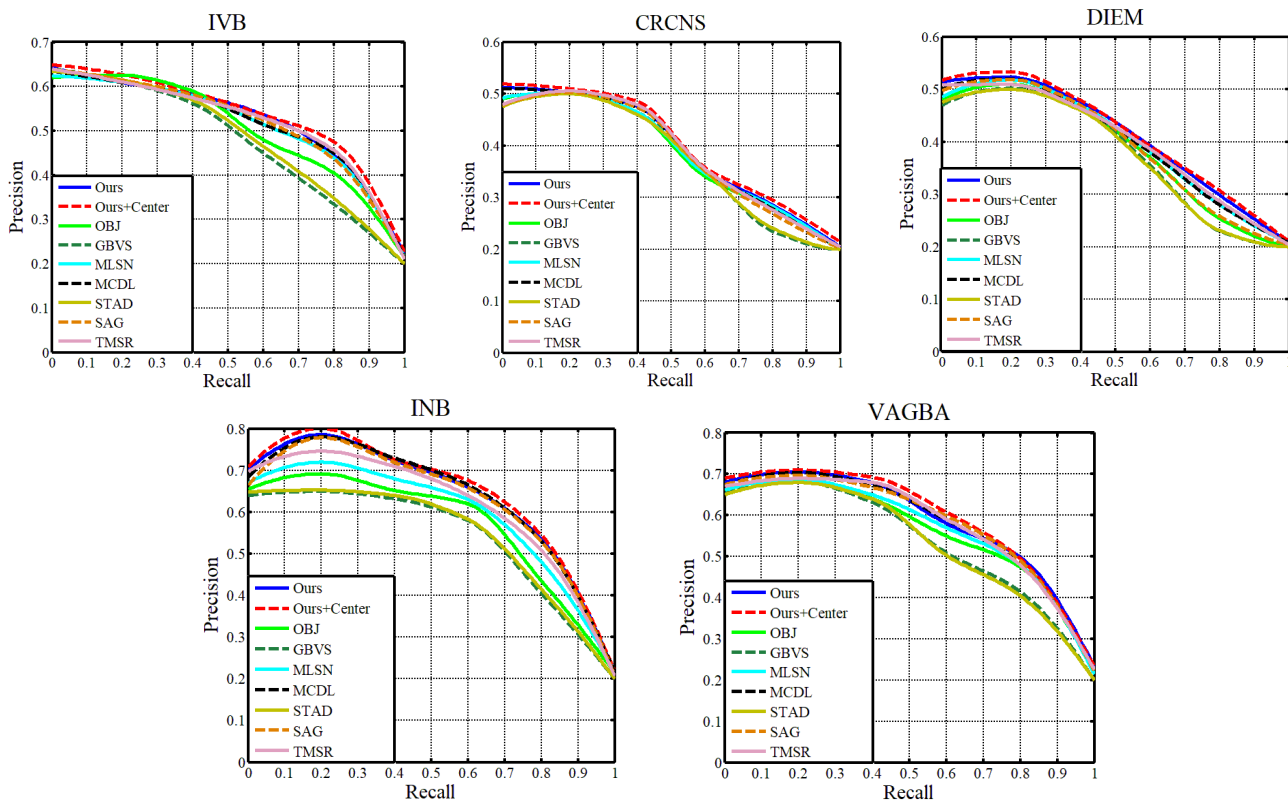 IVB
Precision
0.7
0.6
0.5
0.4
0.3
0.2
0.1
0
Ours
Ours+Center
OBJ
GBVS
MLSN
MCDL
STAD
SAG
TMSR
0 0.1 0.2 0.3 0.4 0.5 0.6 0.7 0.8 0.9 1
Recall
CRCNS
Precision
0.6
0.5
0.4
0.3
0.2
0.1
0
Ours
Ours+Center
OBJ
GBVS
MLSN
MCDL
STAD
SAG
TMSR
0 0.1 0.2 0.3 0.4 0.5 0.6 0.7 0.8 0.9 1
Recall
DIEM
Precision
0.6
0.5
0.4
0.3
0.2
0.1
0
Ours
Ours+Center
OBJ
GBVS
MLSN
MCDL
STAD
SAG
TMSR
0 0.1 0.2 0.3 0.4 0.5 0.6 0.7 0.8 0.9 1
Recall
INB
Precision
0.8
0.7
0.6
0.5
0.4
0.3
0.2
0.1
0
Ours
Ours+Center
OBJ
GBVS
MLSN
MCDL
STAD
SAG
TMSR
0 0.1 0.2 0.3 0.4 0.5 0.6 0.7 0.8 0.9 1
Recall
VAGBA
Precision
0.8
0.7
0.6
0.5
0.4
0.3
0.2
0.1
0
Ours
Ours+Center
OBJ
GBVS
MLSN
MCDL
STAD
SAG
TMSR
0 0.1 0.2 0.3 0.4 0.5 0.6 0.7 0.8 0.9 1
Recall